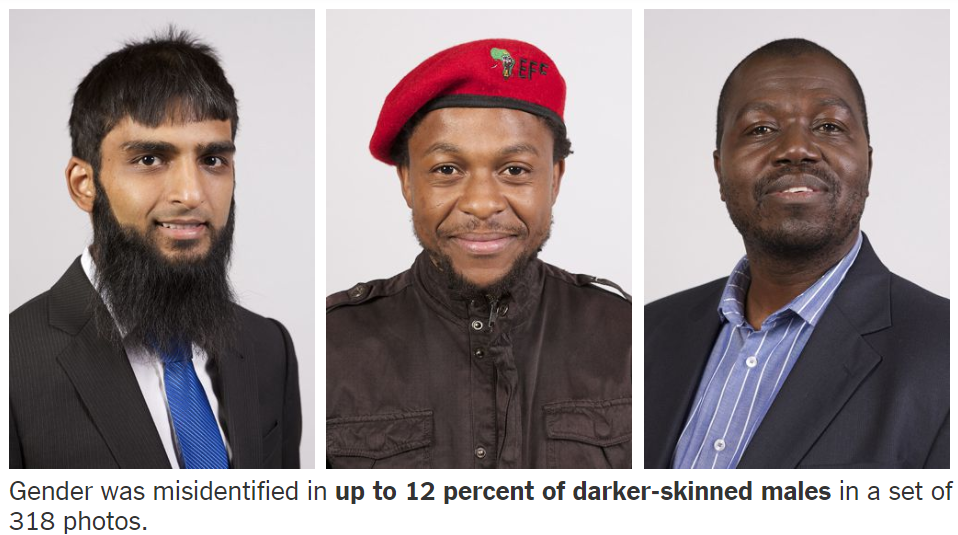 EFF
Gender was misidentified in up to 12 percent of darker-skinned males in a set of
318 photos.